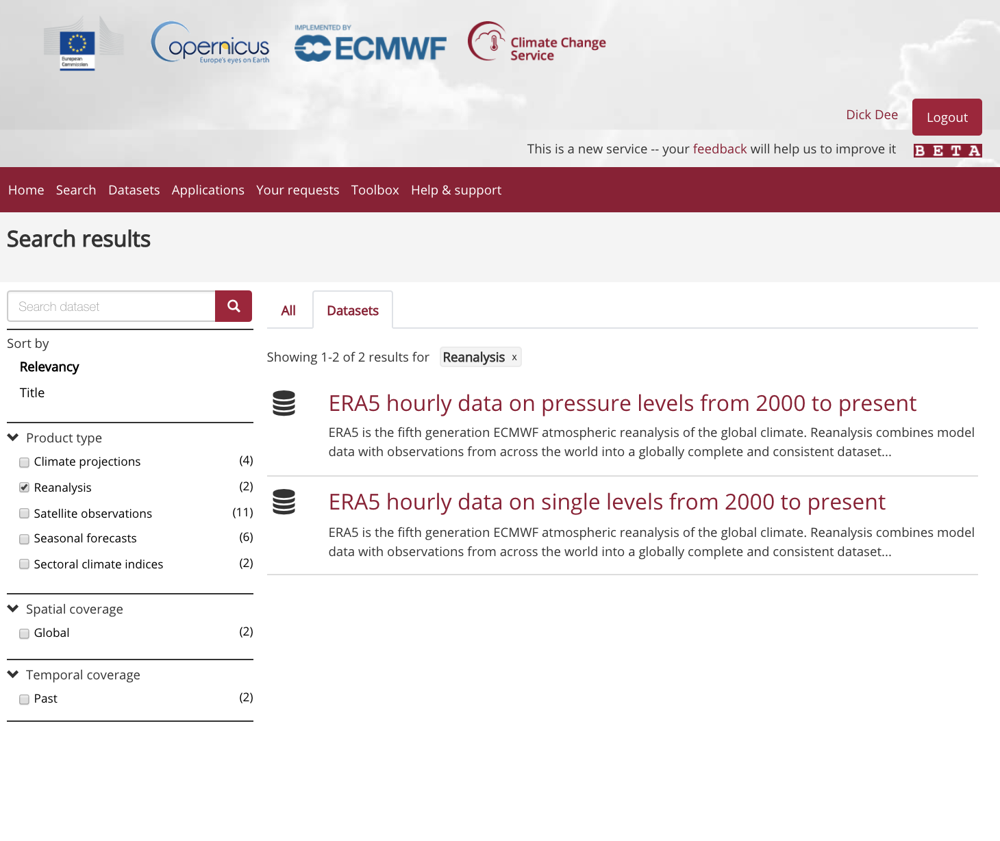 European
Commission
opernicus
Europe's eyes on Earth
IMPLEMENTED BY
ECMWF
Climate Change
Service
Dick Dee
Logout
This is a new service -- your feedback will help us to improve it
BETA
Home Search Datasets Applications Your requests Toolbox Help & support
Search results
Search dataset
Sort by
Relevancy
Title
Product type
Climate projections (4)
Reanalysis (2)
Satellite observations (11)
Seasonal forecasts (6)
Sectoral climate indices (2)
Spatial coverage
Global (2)
Temporal coverage
Past (2)
All Datasets
Showing 1-2 of 2 results for Reanalysis x
ERA5 hourly data on pressure levels from 2000 to present
ERA5 is the fifth generation ECMWF atmospheric reanalysis of the global climate. Reanalysis combines model
data with observations from across the world into a globally complete and consistent dataset...
ERA5 hourly data on single levels from 2000 to present
ERA5 is the fifth generation ECMWF atmospheric reanalysis of the global climate. Reanalysis combines model
data with observations from across the world into a globally complete and consistent dataset...